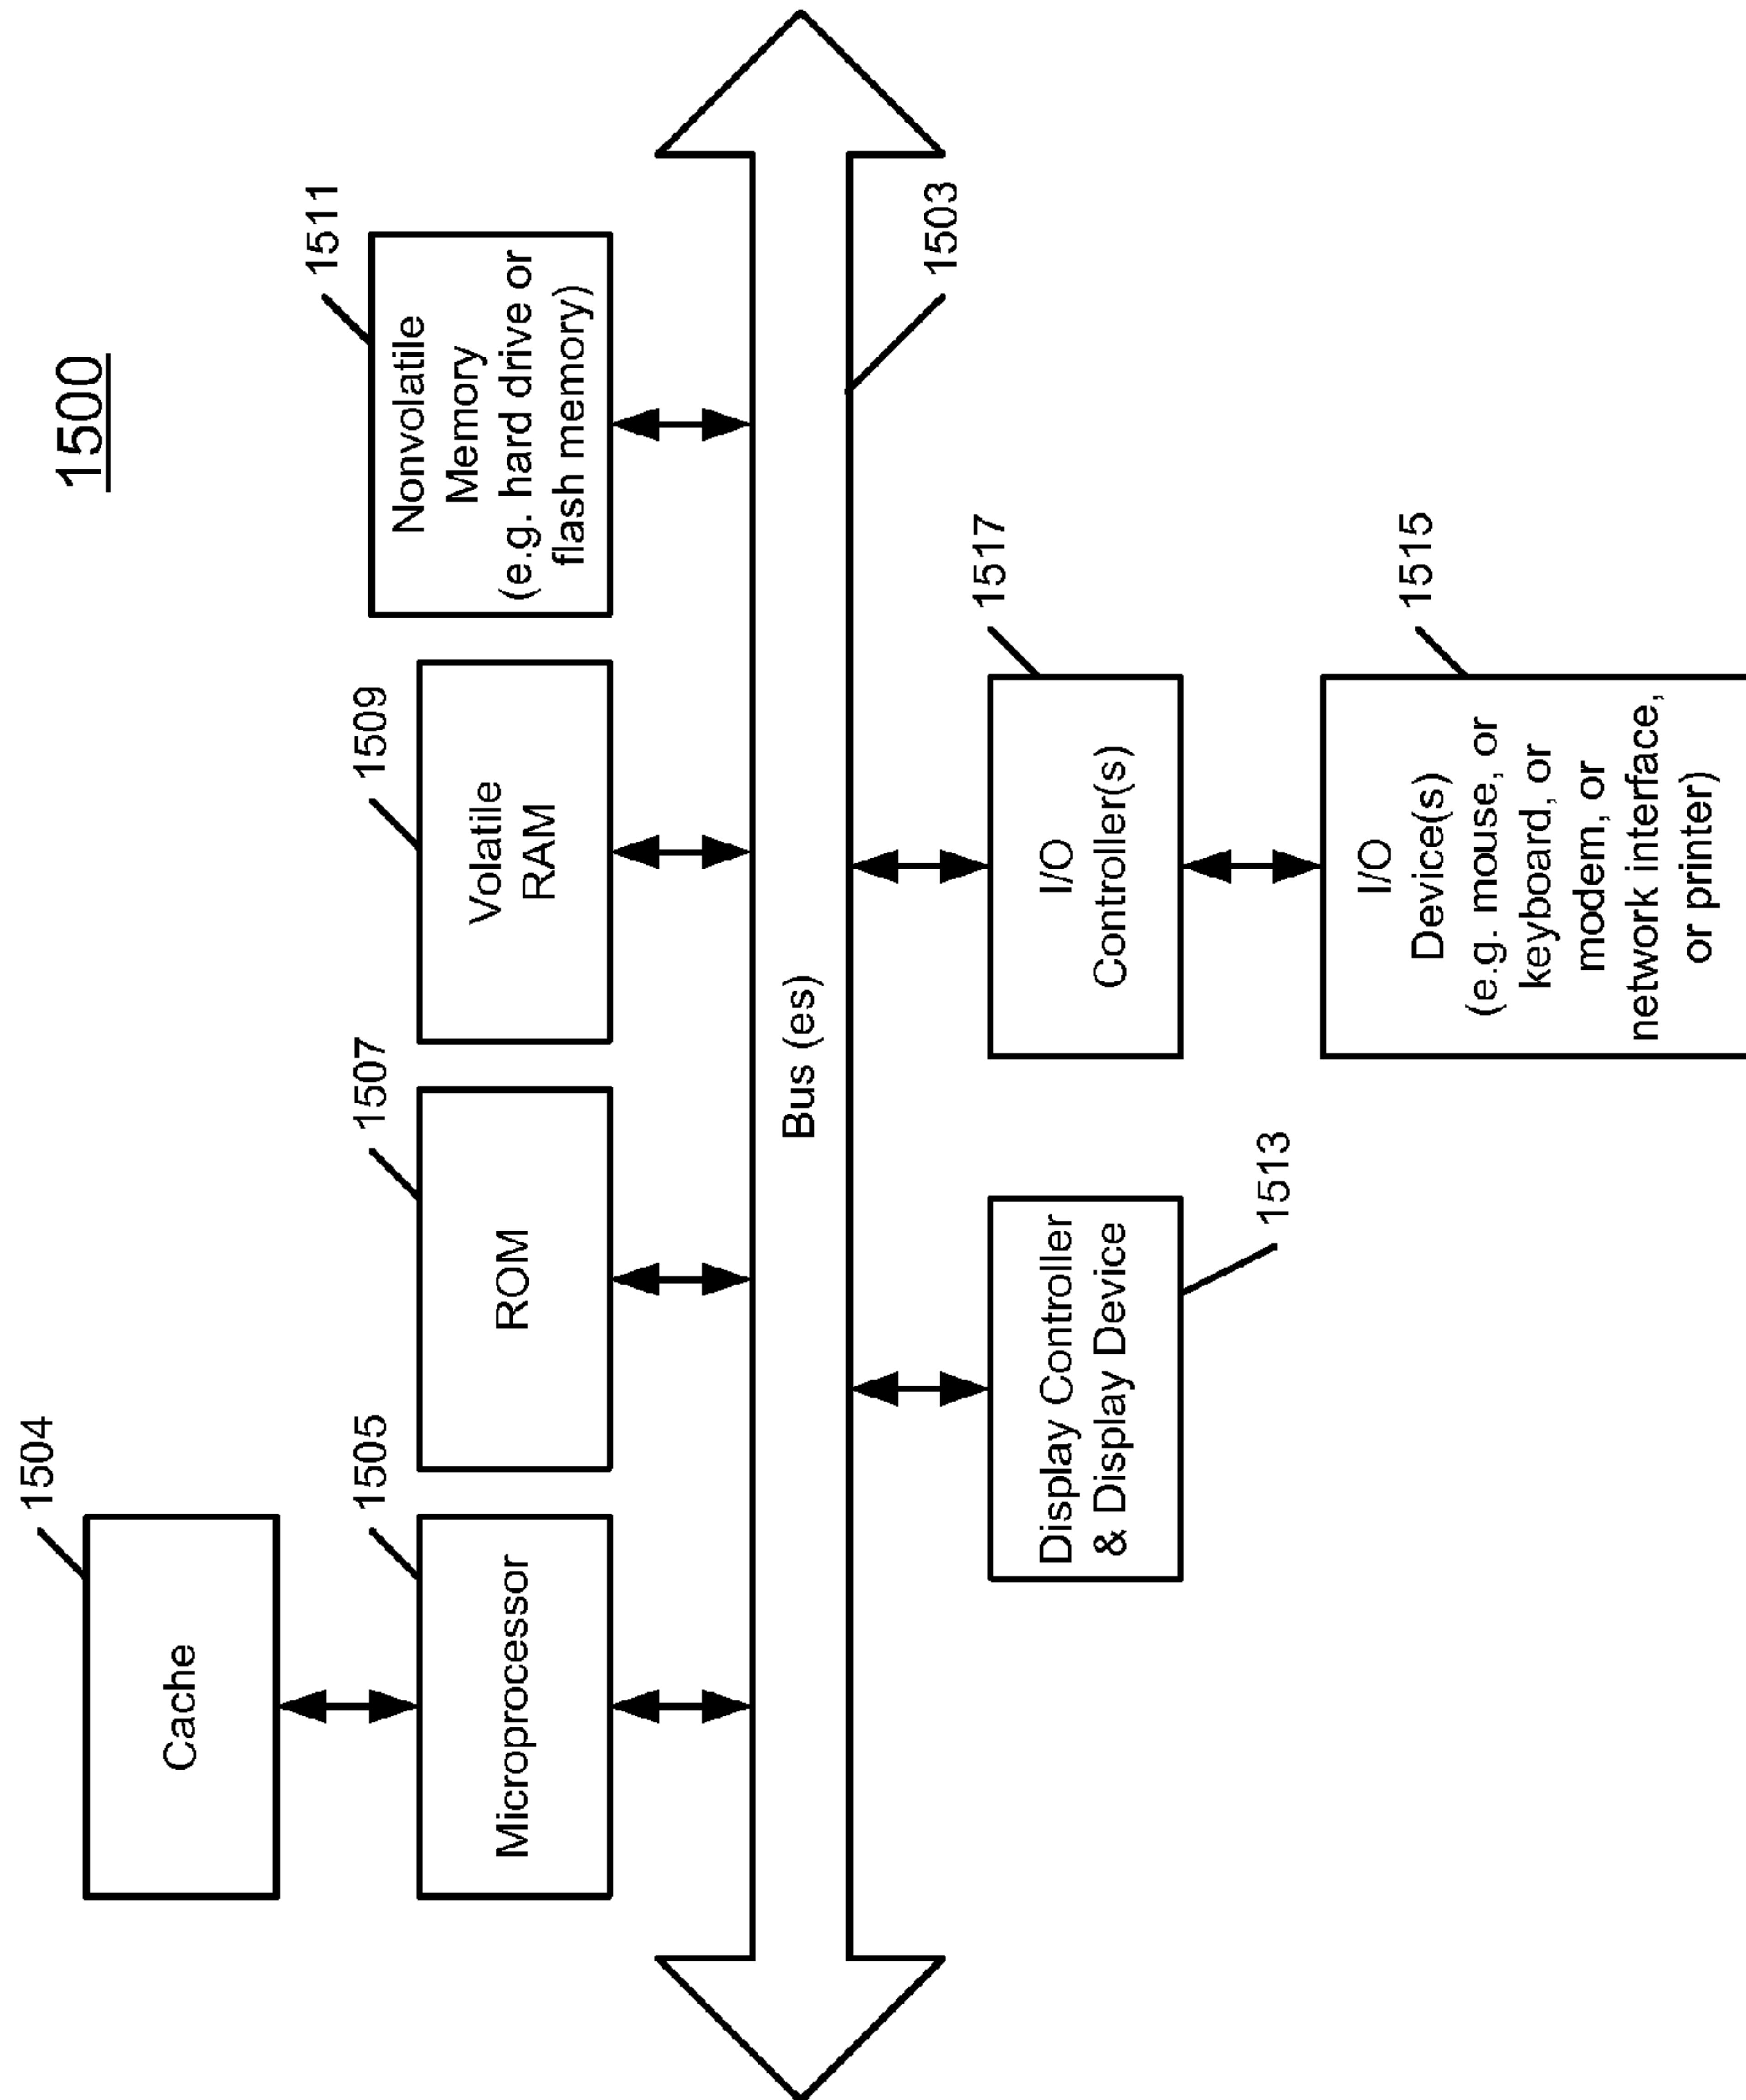 1500
1504
Cache
1505
Microprocessor
1507
ROM
1509
Volatile
RAM
1511
Nonvolatile
Memory
(e.g. hard drive or
flash memory)
Bus (es)
1503
Display Controller
& Display Device
1513
I/O
Controller(s)
1517
I/O
Device(s)
(e.g. mouse, or
keyboard, or
modem, or
network interface,
or printer)
1515